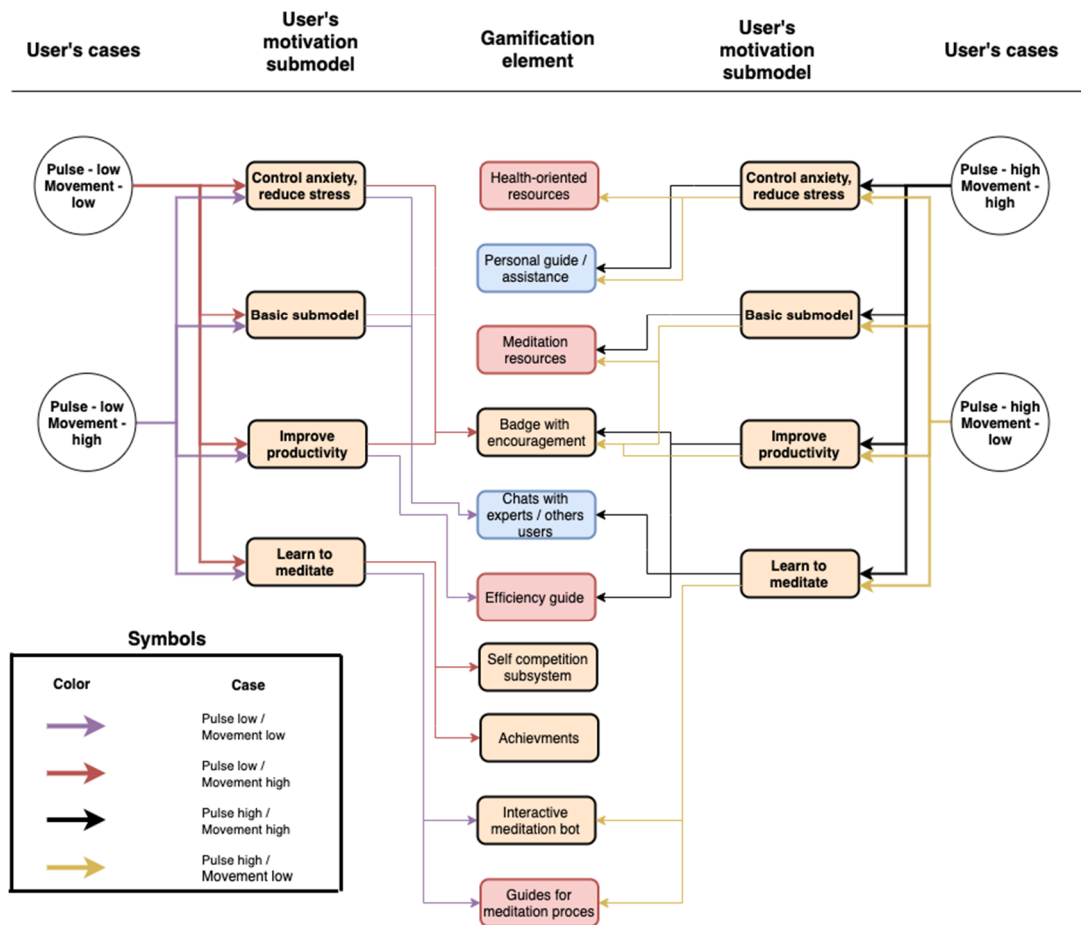 User's cases
User's
motivation
submodel
Gamification
element
User's
motivation
submodel
User's cases
Pulse - low
Movement -
low
Control anxiety,
reduce stress
Health-oriented
resources
Control anxiety,
reduce stress
Pulse - high
Movement -
high
Personal guide /
assistance
Basic submodel
Basic submodel
Meditation
resources
Pulse - low
Movement -
high
Improve
productivity
Badge with
encouragement
Improve
productivity
Pulse - high
Movement -
low
Chats with
experts / others
users
Learn to
meditate
Learn to
meditate
Efficiency guide
Self competition
subsystem
Achievments
Interactive
meditation bot
Guides for
meditation proces
Symbols
Color
Case
Pulse low /
Movement low
Pulse low /
Movement high
Pulse high /
Movement high
Pulse high /
Movement low